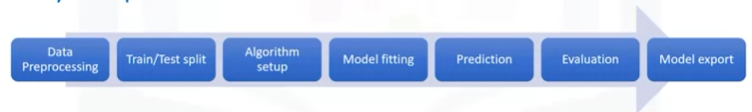 Data
Preprocessing
Train/Test split
Algorithm
setup
Model fitting
Prediction
Evaluation
Model export